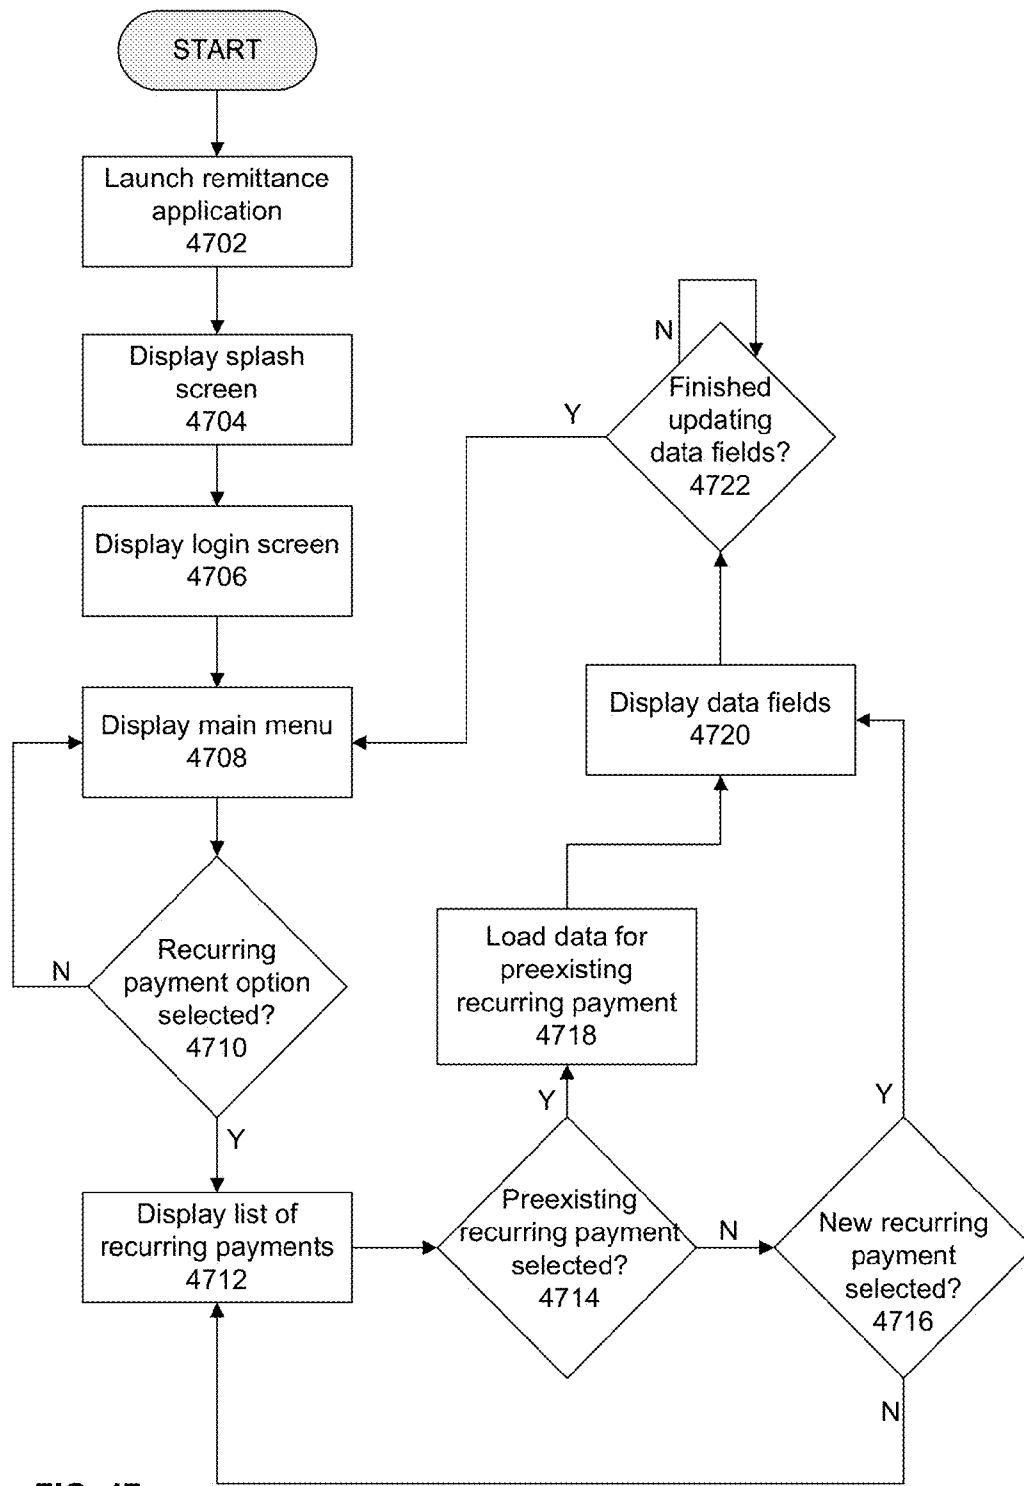 START
Launch remittance
application
4702
Display splash
screen
4704
Display login screen
4706
Display main menu
4708
Recurring
payment option
selected?
4710
N
Y
Display list of
recurring payments
4712
Preexisting
recurring payment
selected?
4714
Y
N
New recurring
payment
selected?
4716
Y
N
Load data for
preexisting
recurring payment
4718
Display data fields
4720
Finished
updating
data fields?
4722
N
Y